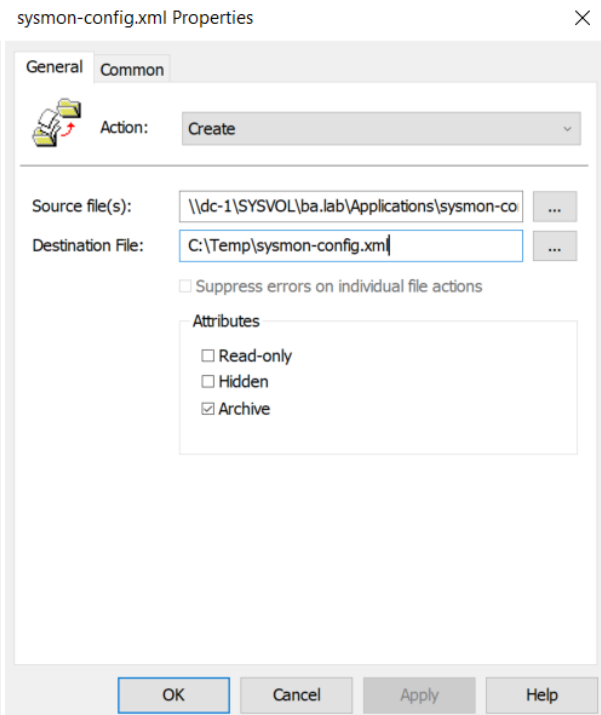 sysmon-config.xml Properties
General Common
Action: Create
Source file(s): \\dc-1\SYSVOL\ba.lab\Applications\sysmon-co ...
Destination File: C:\Temp\sysmon-config.xml ...
Suppress errors on individual file actions
Attributes
Read-only
Hidden
Archive
OK Cancel Apply Help